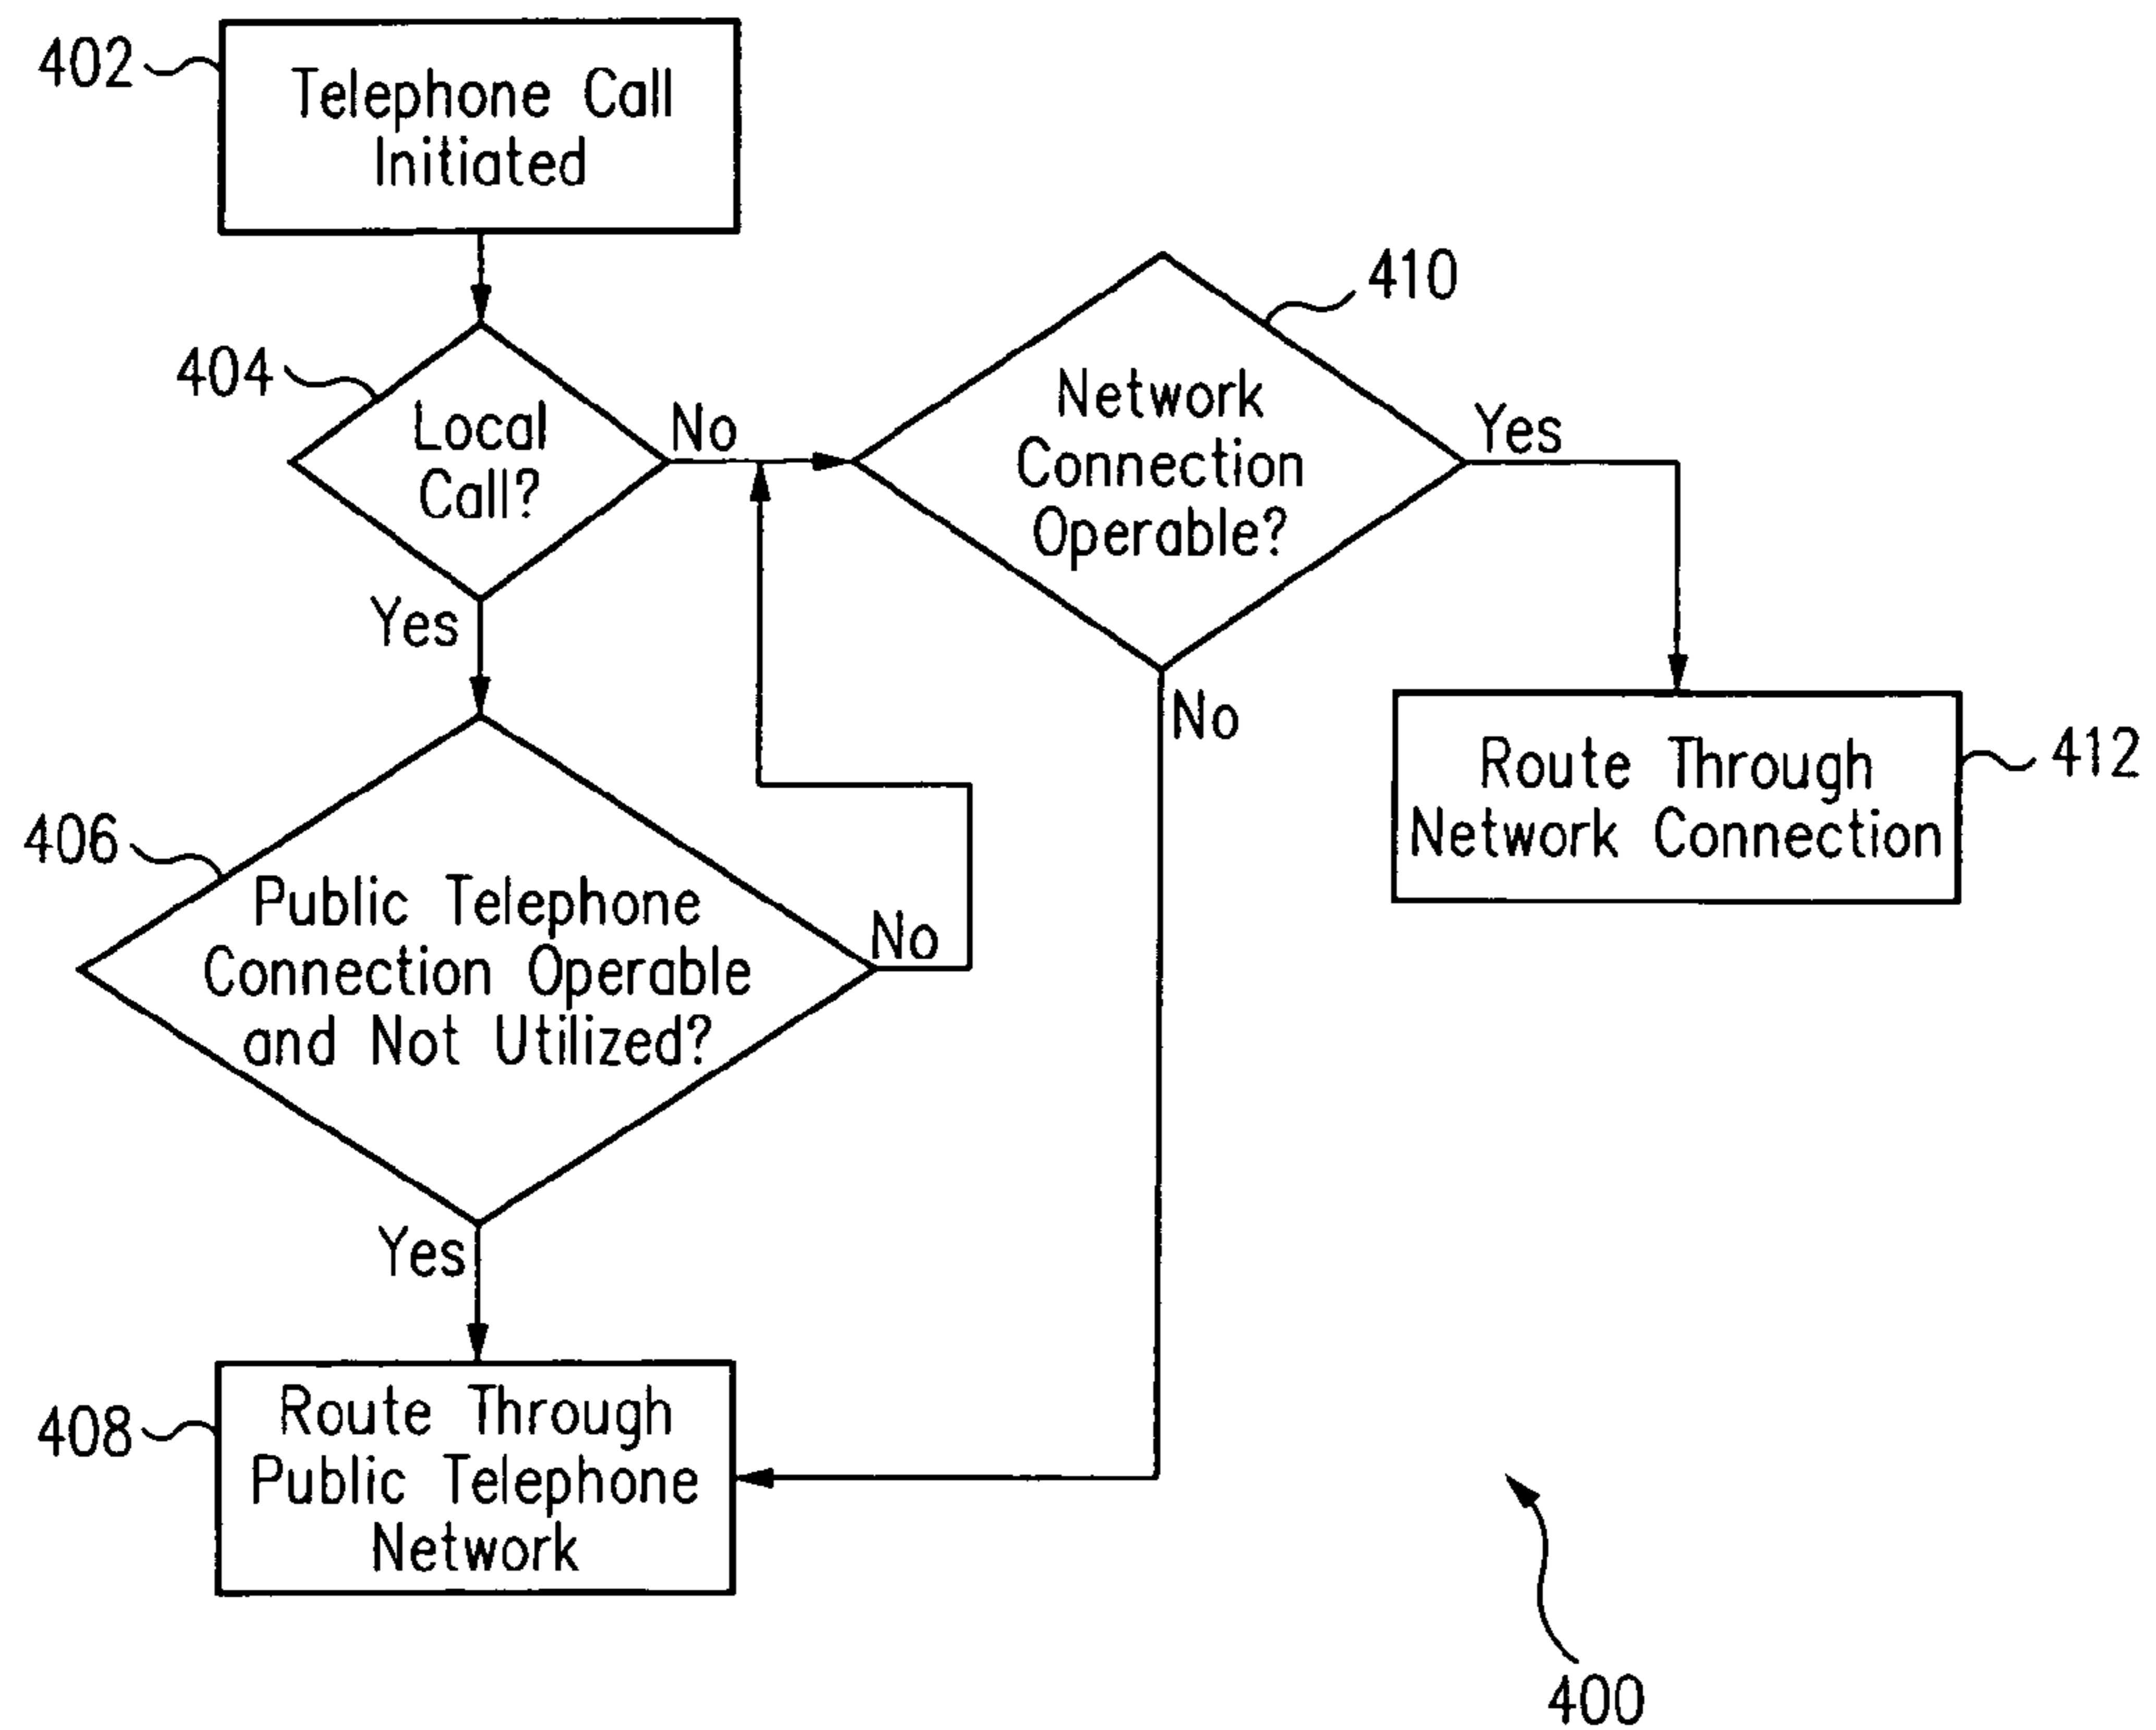 402
Telephone Call
Initiated
404
Local
Call?
No
Yes
410
Network
Connection
Operable?
Yes
No
406
Public Telephone
Connection Operable
and Not Utilized?
No
Yes
Route Through
Network Connection
412
408
Route Through
Public Telephone
Network
400